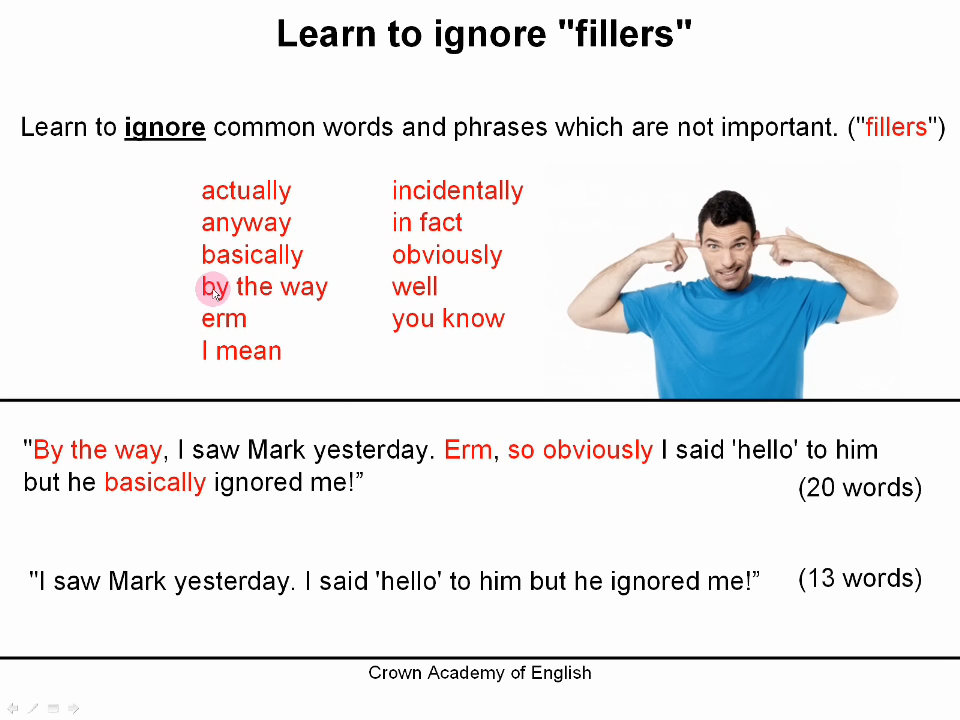 Learn to ignore "fillers"
Learn to ignore common words and phrases which are not important. ("fillers")
actually
anyway
basically
by the way
erm
I mean
incidentally
in fact
obviously
well
you know
"By the way, I saw Mark yesterday. Erm, so obviously I said 'hello' to him
but he basically ignored me!”
(20 words)
"I saw Mark yesterday. I said 'hello' to him but he ignored me!”
(13 words)
Crown Academy of English